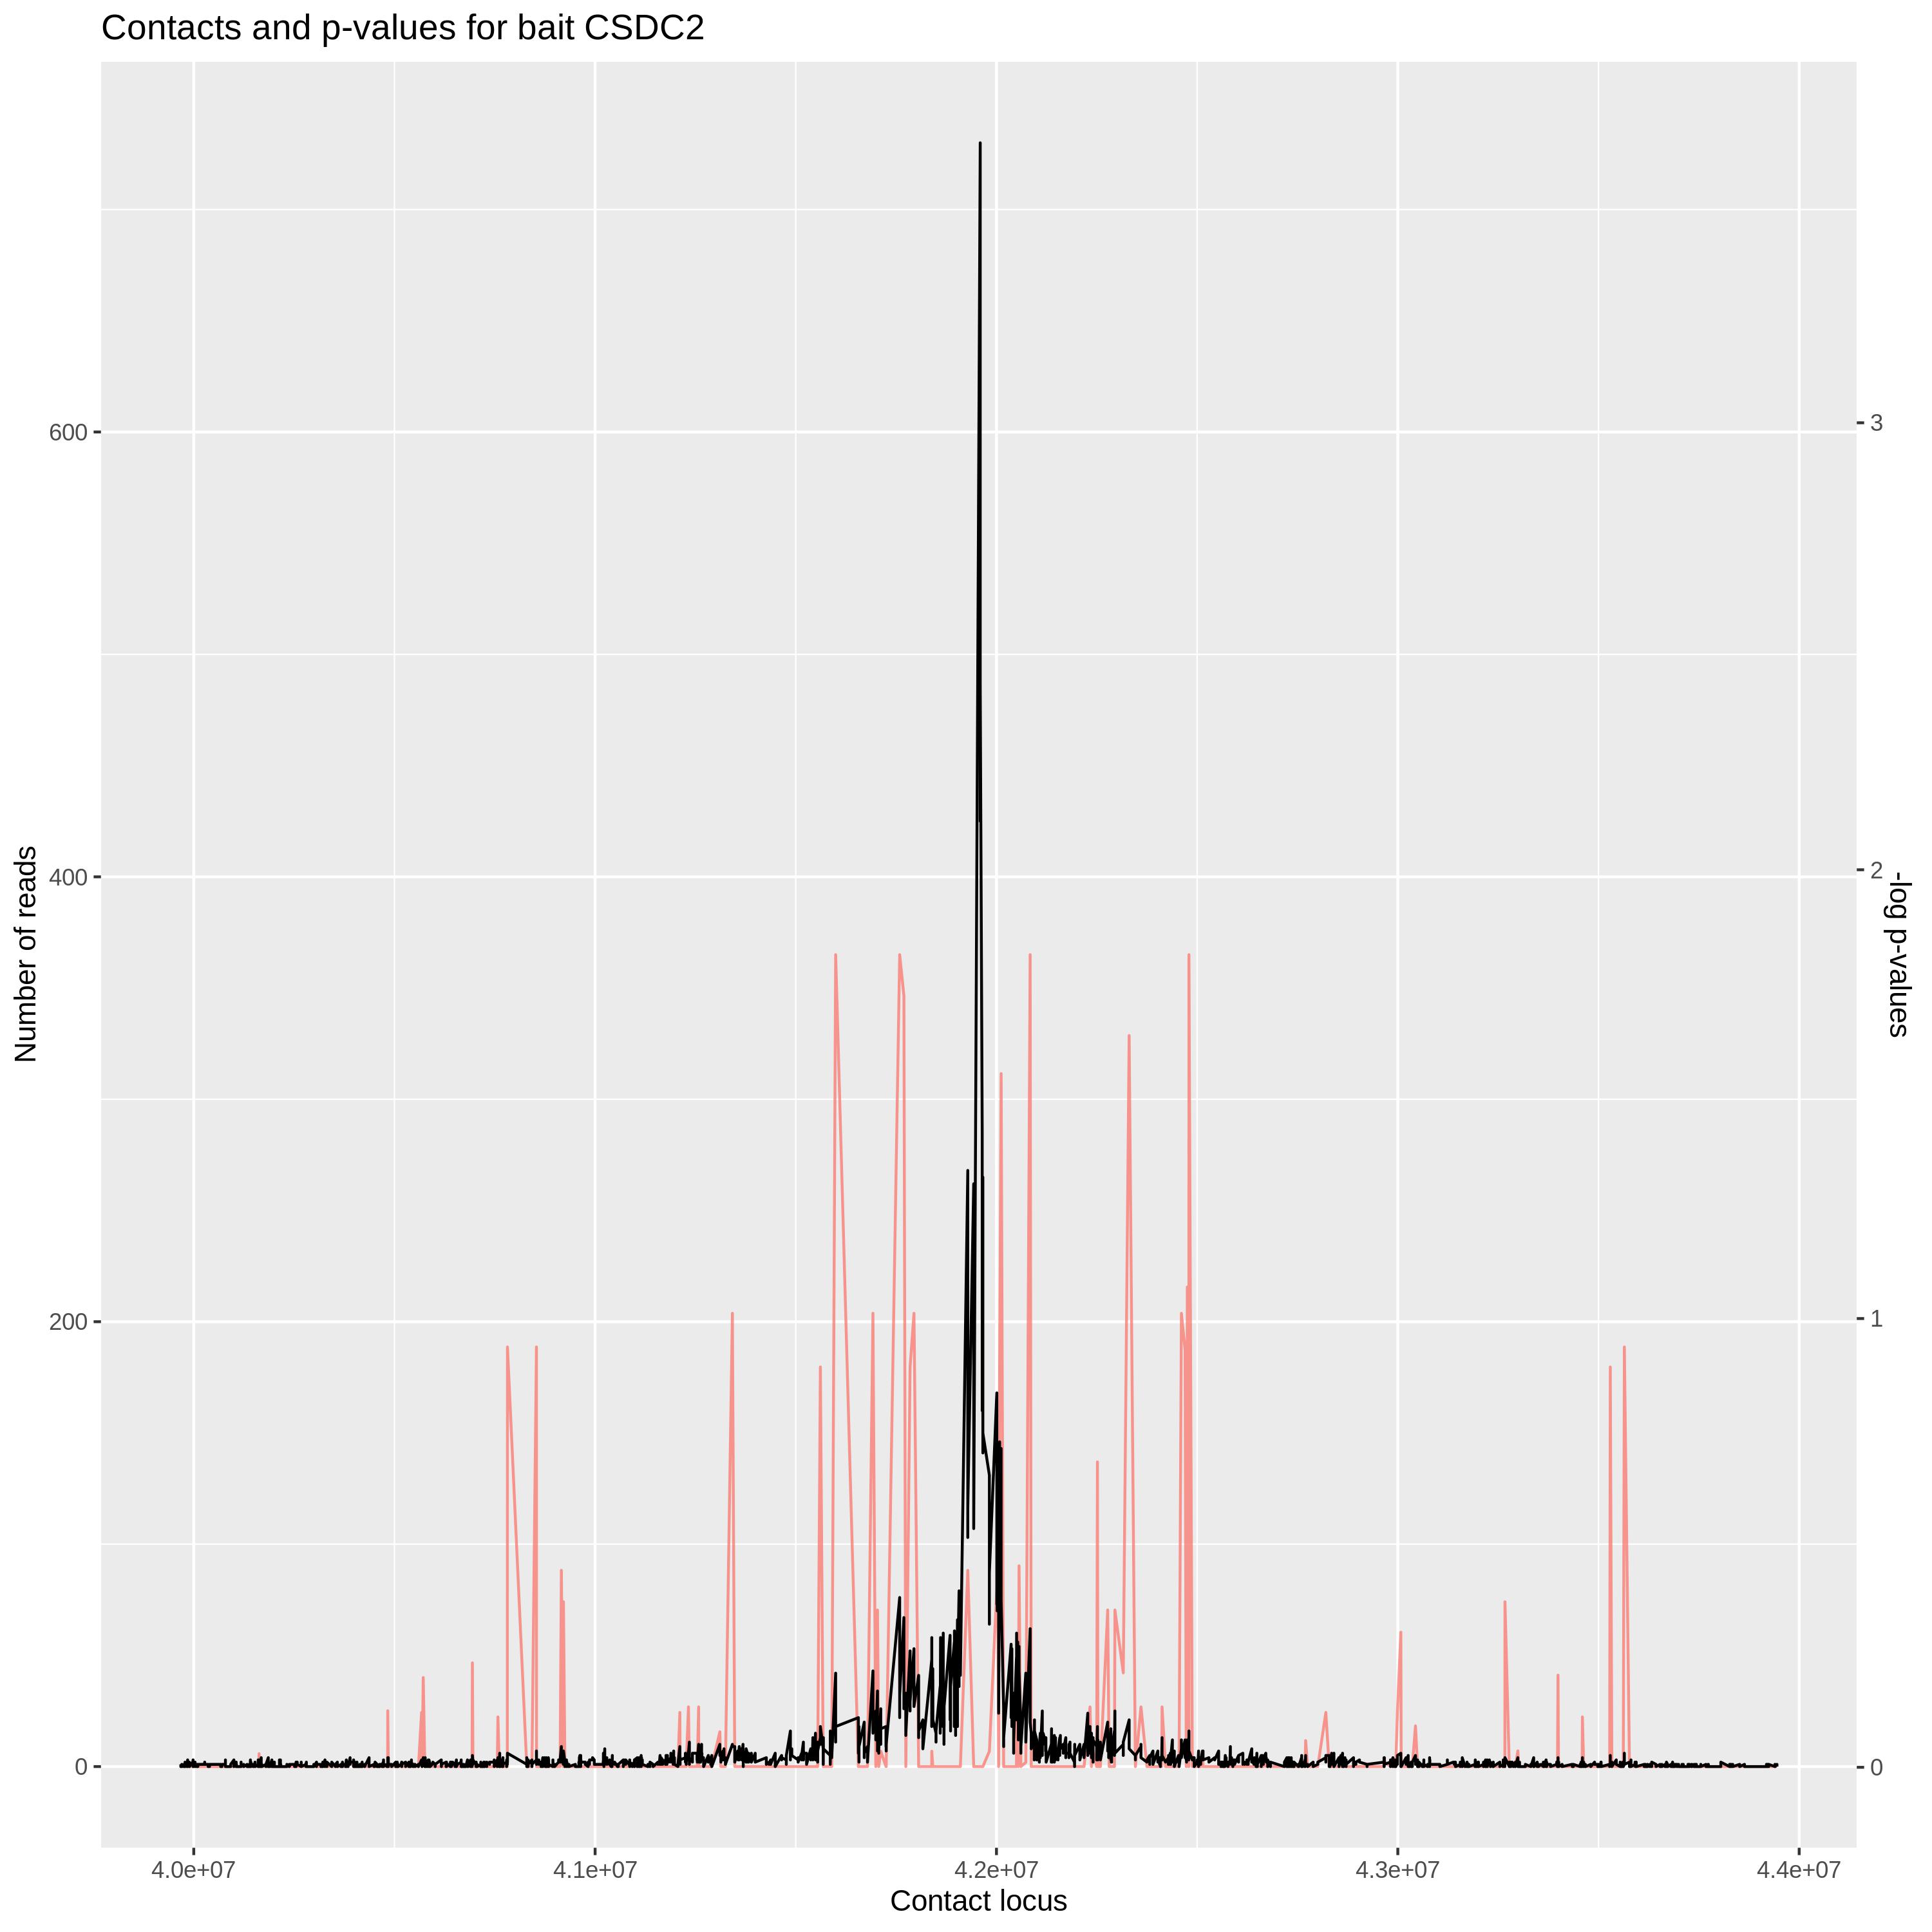 Contacts and p-values for bait CSDC2
Number of reads
600
400
200
0
3
2
1
0
-log p-values
4.0e+07 4.1e+07 4.2e+07 4.3e+07 4.4e+07
Contact locus